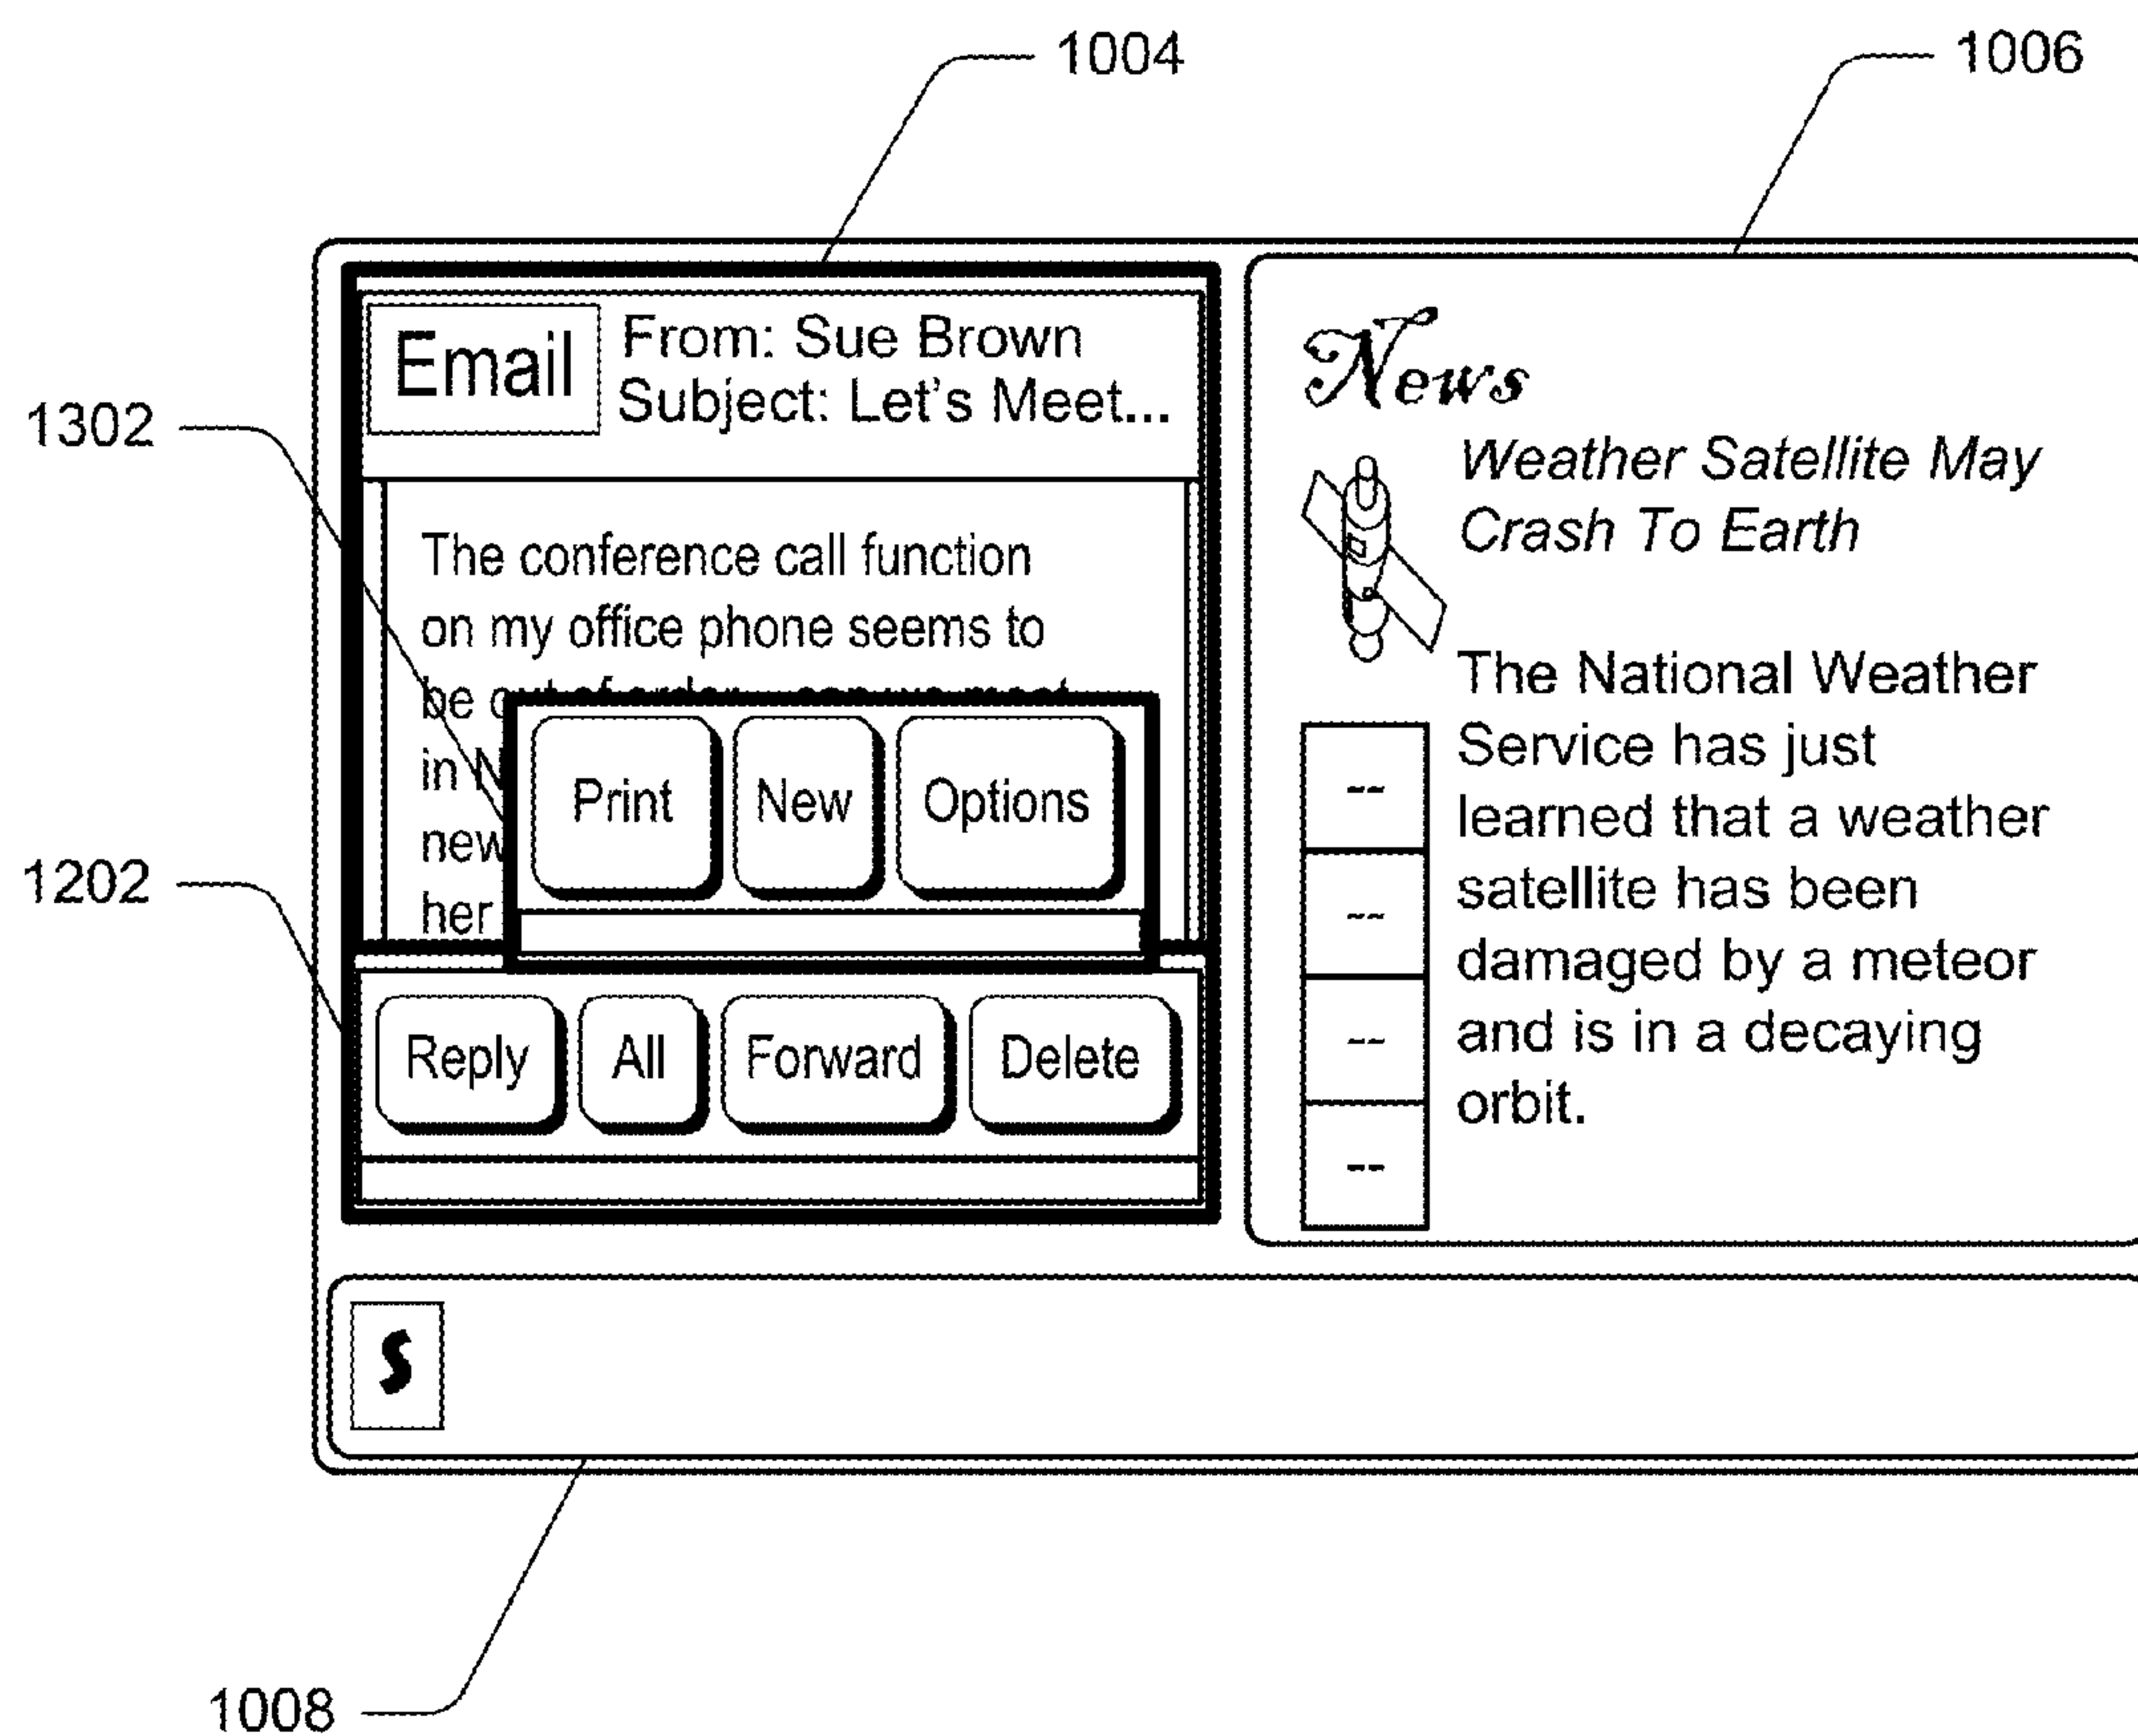 1004
1006
Email
From: Sue Brown
Subject: Let's Meet...
1302
The conference call function
on my office phone seems to
be
in
new
her
Print
New
Options
1202
Reply
All
Forward
Delete
News
Weather Satellite May
Crash To Earth
The National Weather
Service has just
learned that a weather
satellite has been
damaged by a meteor
and is in a decaying
orbit.
--
--
--
--
S
1008